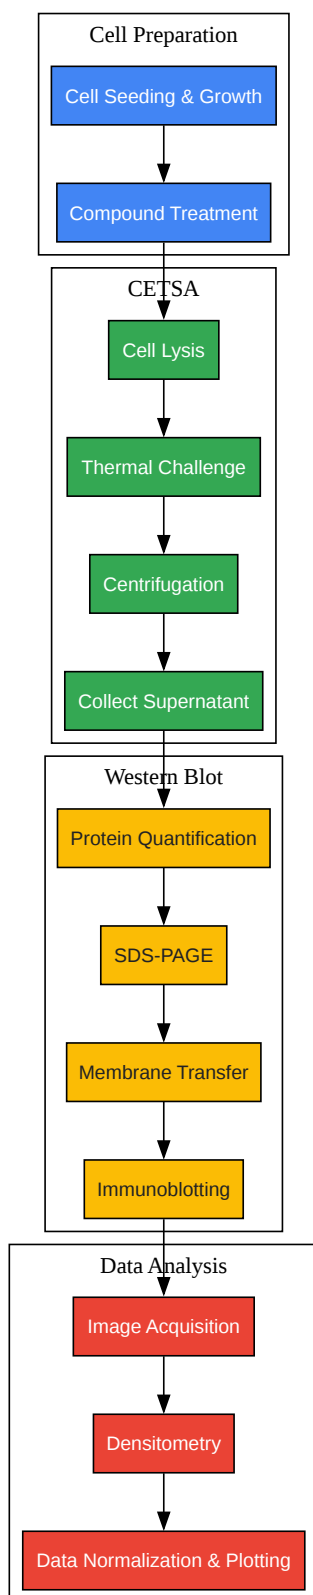 Cell Preparation
Cell Seeding & Growth
Compound Treatment
CETSA
Cell Lysis
Thermal Challenge
Centrifugation
Collect Supernatant
Western Blot
Protein Quantification
SDS-PAGE
Membrane Transfer
Immunoblotting
Data Analysis
Image Acquisition
Densitometry
Data Normalization & Plotting